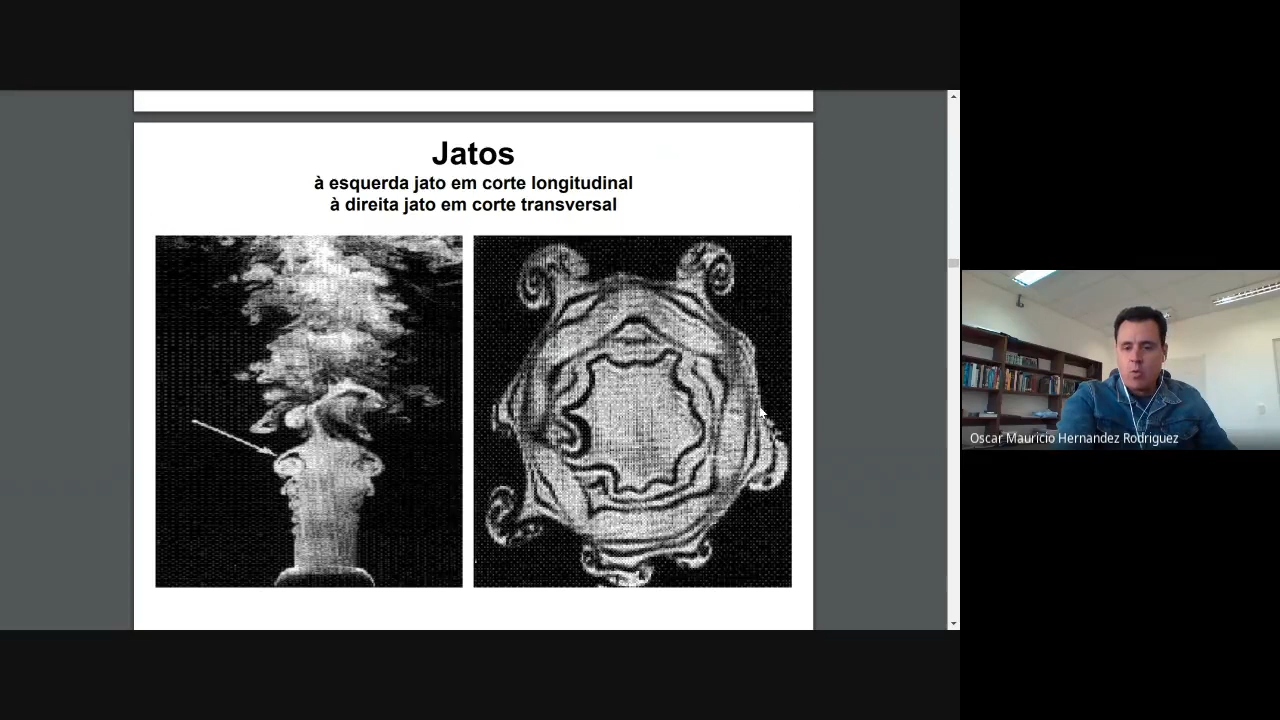 Jatos
à esquerda jato em corte longitudinal
à direita jato em corte transversal
Oscar Mauricio Hernandez Rodriguez